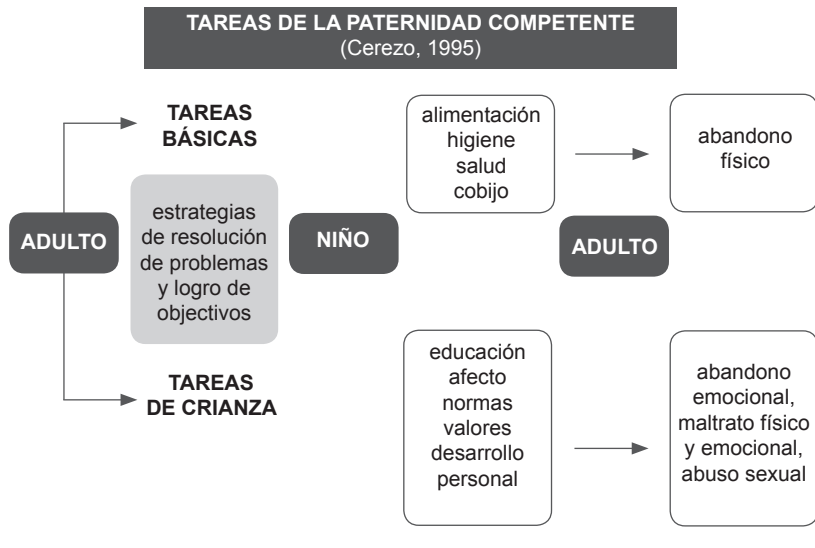 TAREAS DE LA PATERNIDAD COMPETENTE
(Cerezo, 1995)
TAREAS
BÁSICAS
alimentación
higiene
salud
cobijo
abandono
físico
ADULTO
estrategias
de resolución
de problemas
y logro de
objectivos
NIÑO
ADULTO
TAREAS
DE CRIANZA
educación
afecto
normas
valores
desarrollo
personal
abandono
emocional,
maltrato físico
y emocional,
abuso sexual